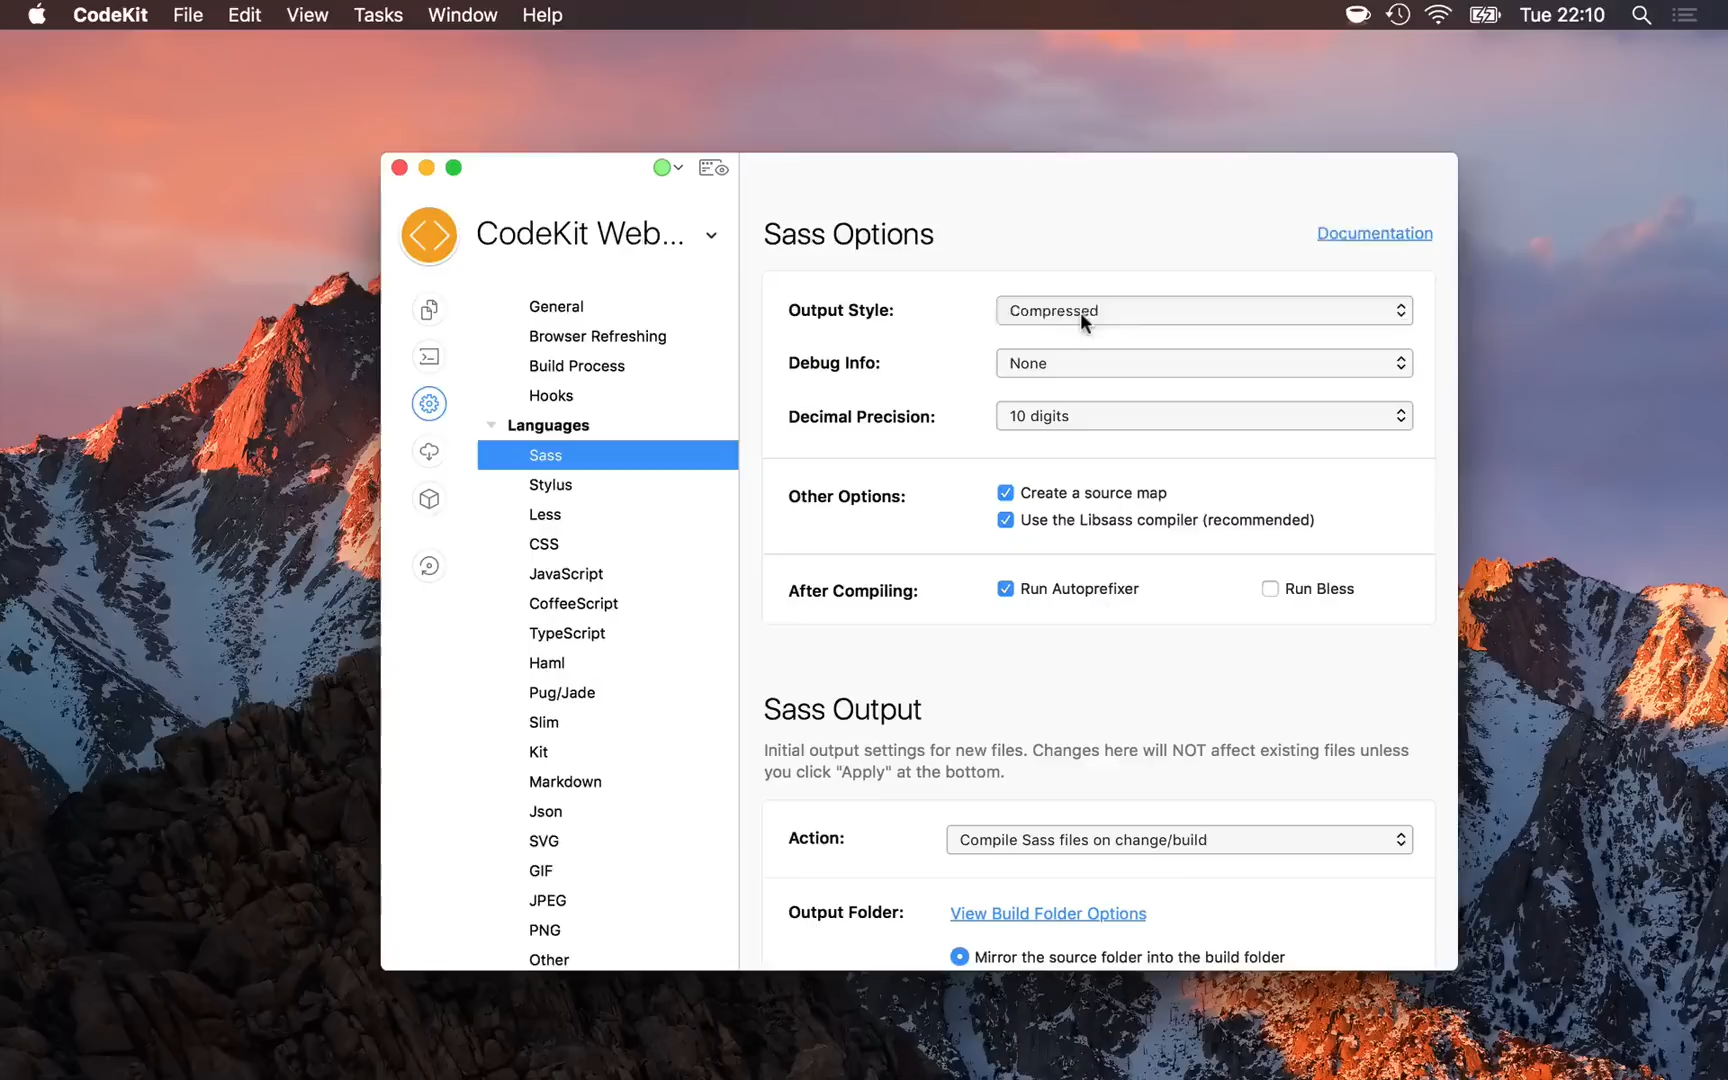 CodeKit File Edit View Tasks Window Help Tue 22:10
CodeKit Web...
General
Browser Refreshing
Build Process
Hooks
Languages
Sass
Stylus
Less
CSS
JavaScript
CoffeeScript
TypeScript
Haml
Pug/Jade
Slim
Kit
Markdown
Json
SVG
GIF
JPEG
PNG
Other
Sass Options Documentation
Output Style: Compressed
Debug Info: None
Decimal Precision: 10 digits
Other Options: Create a source map
Use the Libsass compiler (recommended)
After Compiling: Run Autoprefixer Run Bless
Sass Output
Initial output settings for new files. Changes here will NOT affect existing files unless
you click "Apply" at the bottom.
Action: Compile Sass files on change/build
Output Folder: View Build Folder Options
Mirror the source folder into the build folder